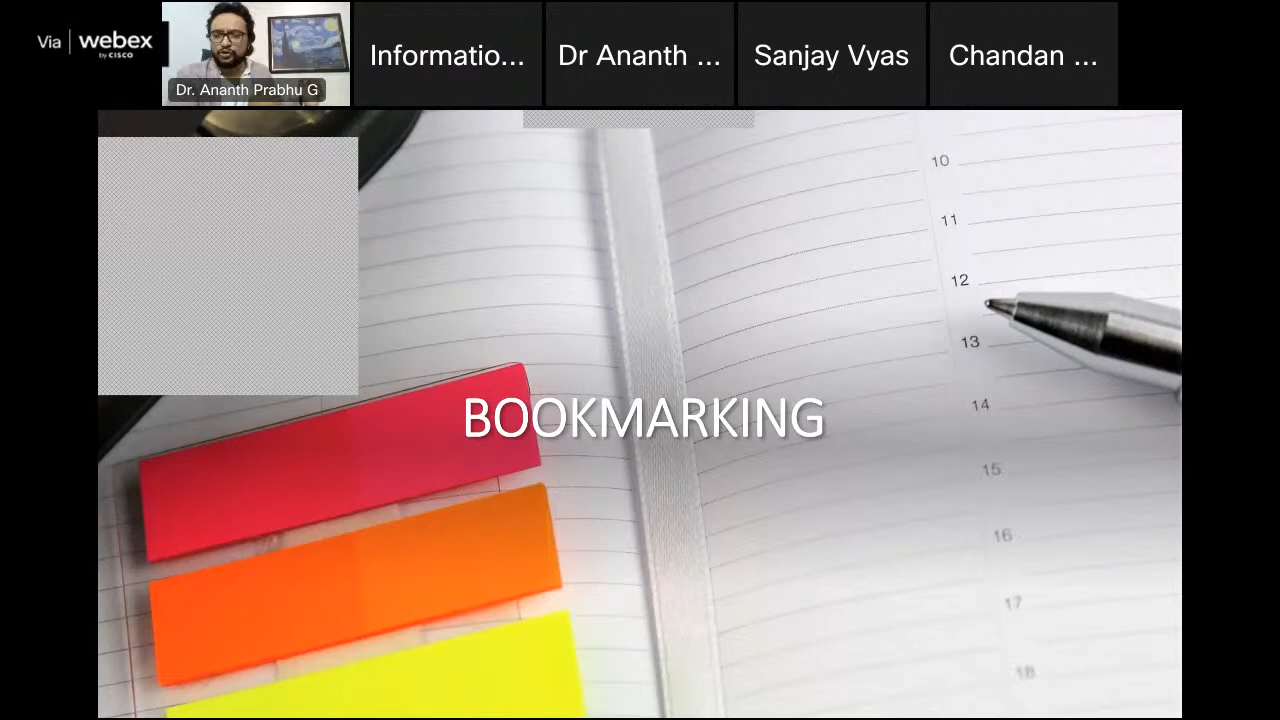 Via webex
by CISCO
Dr. Ananth Prabhu G
Informatio...
Dr Ananth ...
Sanjay Vyas
Chandan ...
10
11
12
13
14
15
16
17
18
BOOKMARKING